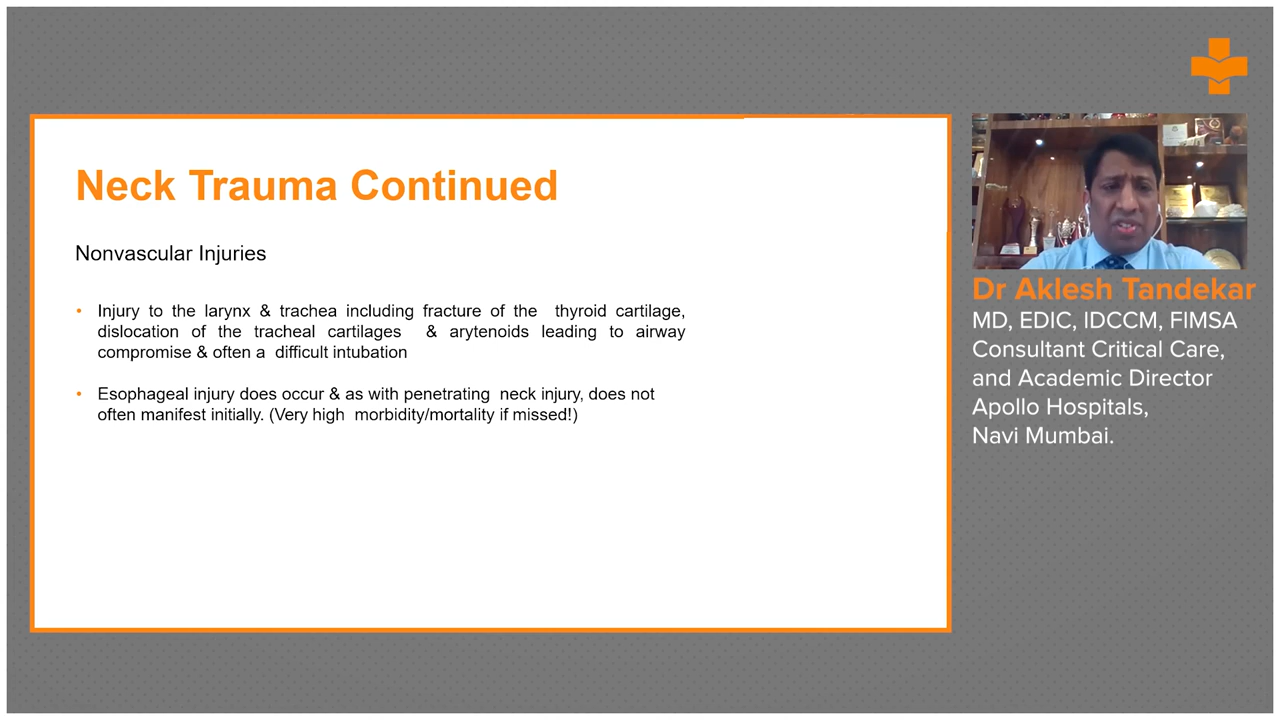 Neck Trauma Continued
Nonvascular Injuries
• Injury to the larynx & trachea including fracture of the thyroid cartilage,
dislocation of the tracheal cartilages & arytenoids leading to airway
compromise & often a difficult intubation
• Esophageal injury does occur & as with penetrating neck injury, does not
often manifest initially. (Very high morbidity/mortality if missed!)
Dr Aklesh Tandekar
MD, EDIC, IDCCM, FIMSA
Consultant Critical Care,
and Academic Director
Apollo Hospitals,
Navi Mumbai.